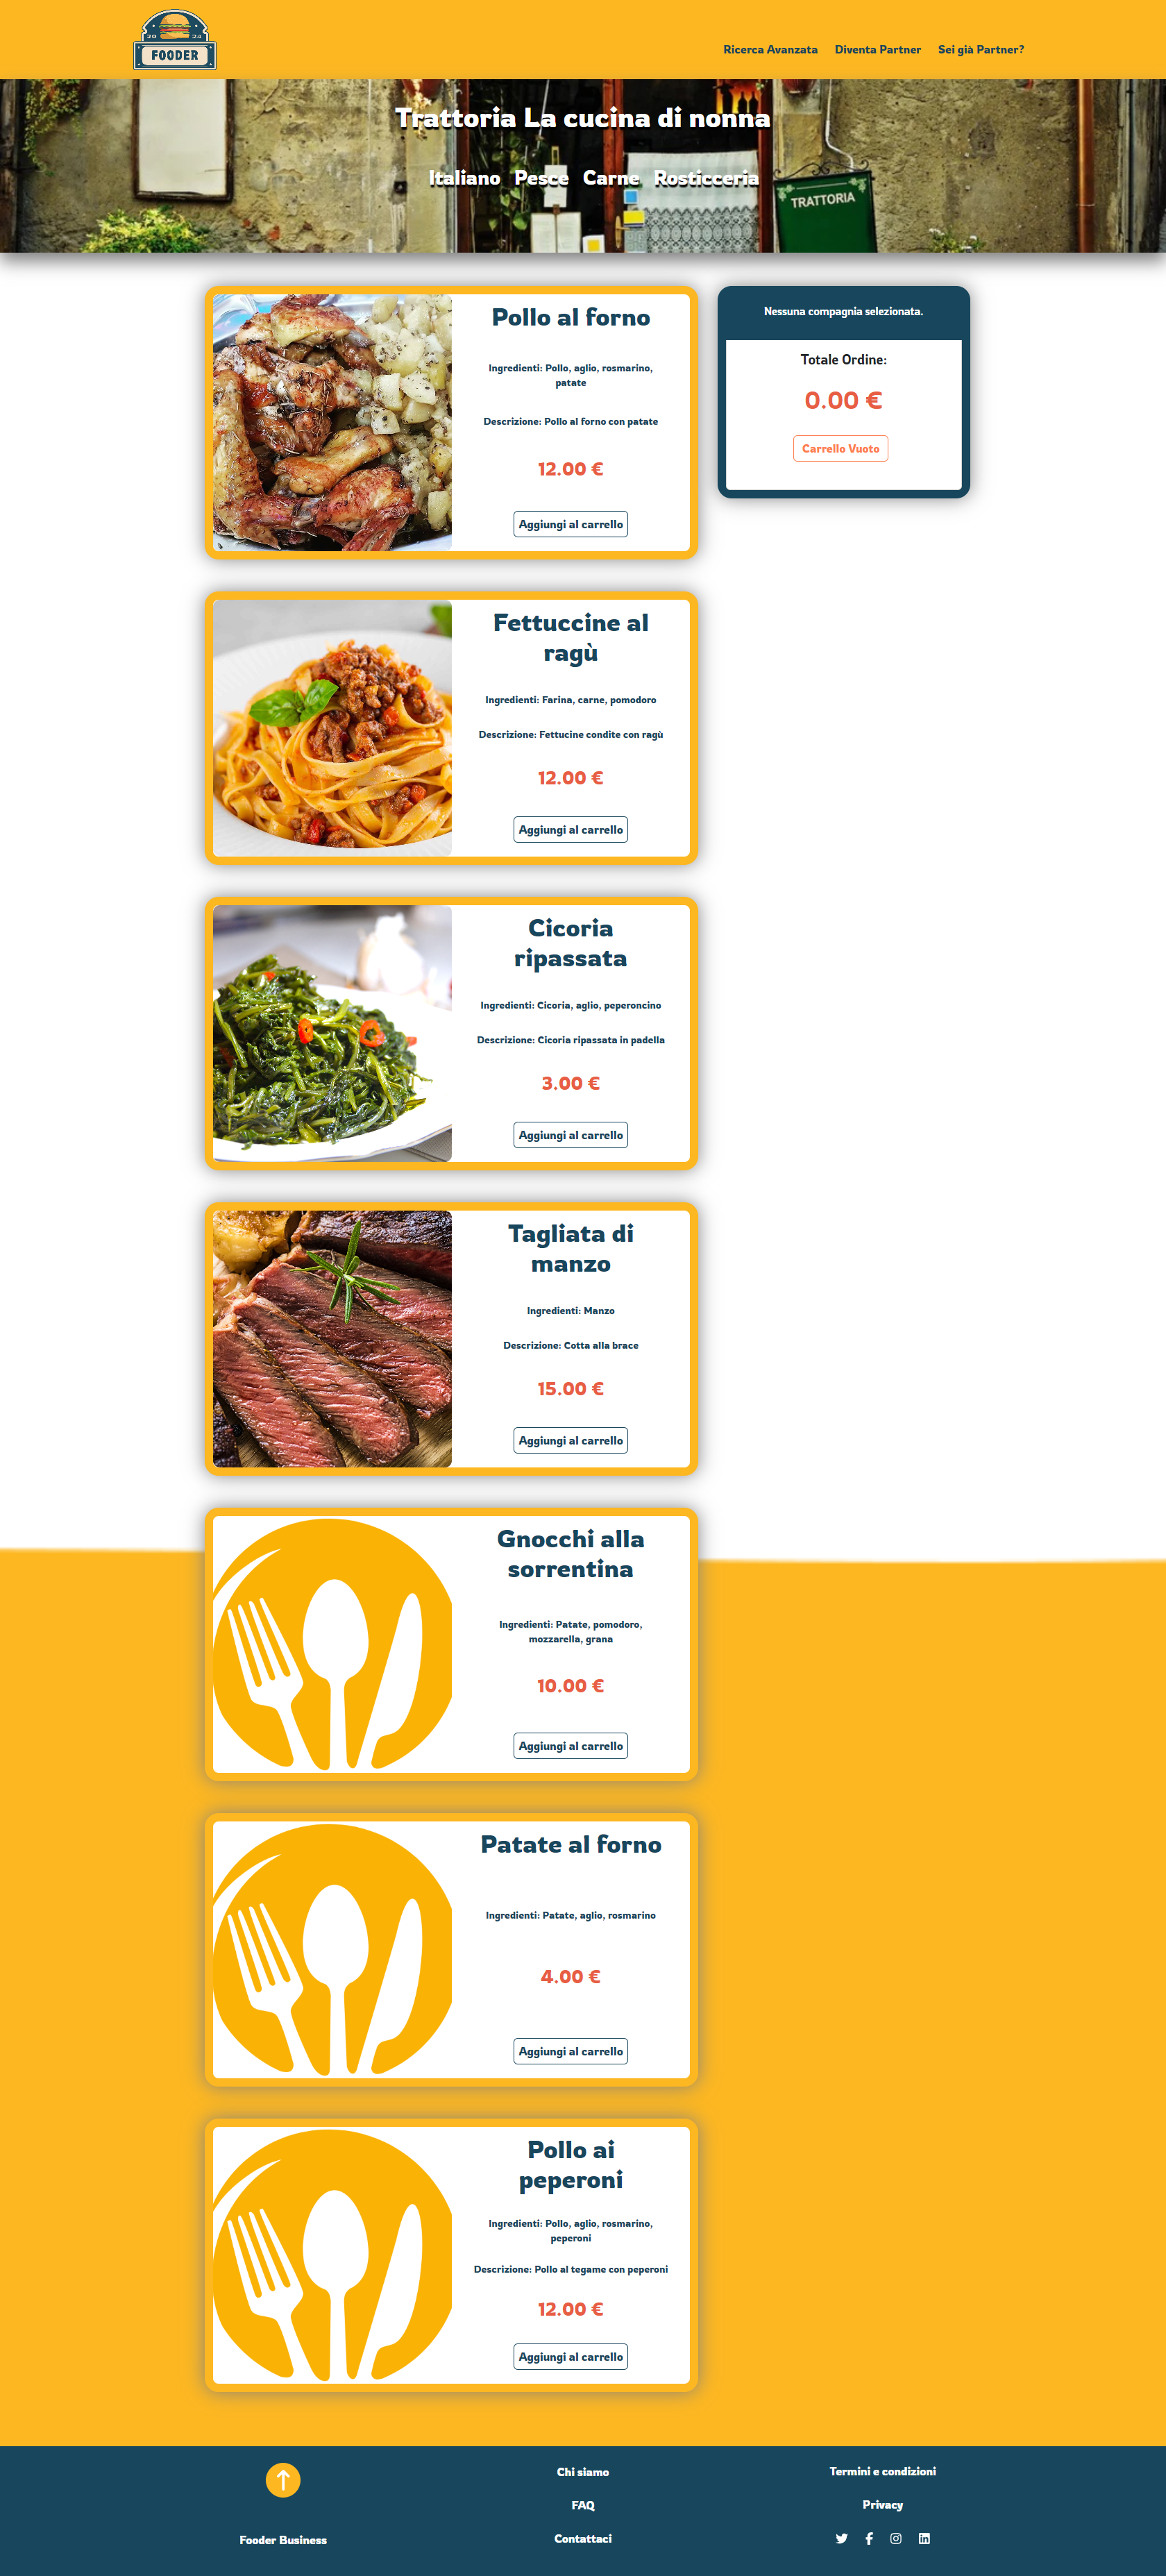 20 24
FOODER
Ricerca Avanzata Diventa Partner Sei già Partner?
Trattoria La cucina di nonna
Italiano Pesce Carne Rosticceria
TRATTORIA
Pollo al forno
Ingredienti: Pollo, aglio, rosmarino,
patate
Descrizione: Pollo al forno con patate
12.00 €
Aggiungi al carrello
Nessuna compagnia selezionata.
Totale Ordine:
0.00 €
Carrello Vuoto
Fettuccine al
ragù
Ingredienti: Farina, carne, pomodoro
Descrizione: Fettucine condite con ragù
12.00 €
Aggiungi al carrello
Cicoria
ripassata
Ingredienti: Cicoria, aglio, peperoncino
Descrizione: Cicoria ripassata in padella
3.00 €
Aggiungi al carrello
Tagliata di
manzo
Ingredienti: Manzo
Descrizione: Cotta alla brace
15.00 €
Aggiungi al carrello
Gnocchi alla
sorrentina
Ingredienti: Patate, pomodoro,
mozzarella, grana
10.00 €
Aggiungi al carrello
Patate al forno
Ingredienti: Patate, aglio, rosmarino
4.00 €
Aggiungi al carrello
Pollo ai
peperoni
Ingredienti: Pollo, aglio, rosmarino,
peperoni
Descrizione: Pollo al tegame con peperoni
12.00 €
Aggiungi al carrello
Fooder Business
Chi siamo
FAQ
Contattaci
Termini e condizioni
Privacy